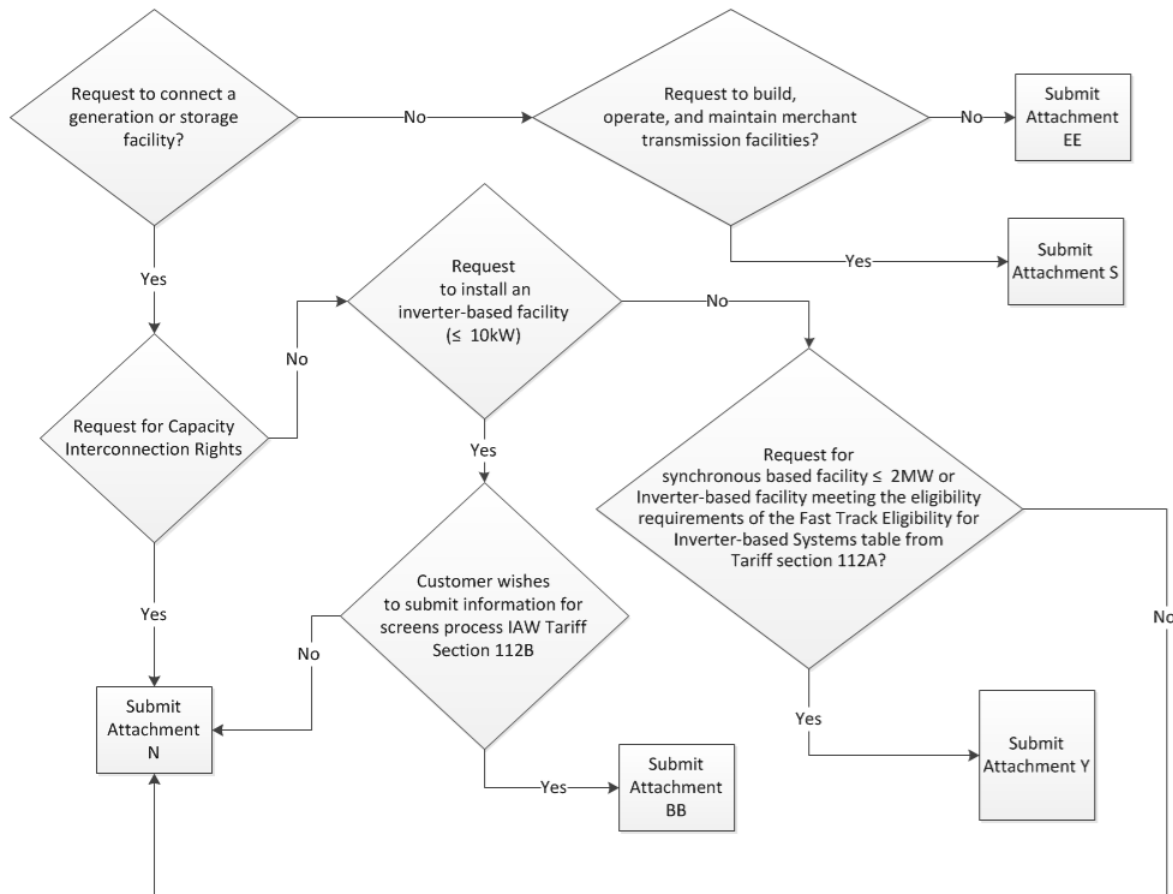 Request to connect a
generation or storage
facility?
No
Request to build,
operate, and maintain merchant
transmission facilities?
No
Submit
Attachment
EE
Yes
Submit
Attachment S
Yes
Request
to install an
inverter-based facility
(≤ 10kW)
No
No
Request for Capacity
Interconnection Rights
Yes
Request for
synchronous based facility ≤ 2MW or
Inverter-based facility meeting the eligibility
requirements of the Fast Track Eligibility for
Inverter-based Systems table from
Tariff section 112A?
Customer wishes
to submit information for
screens process IAW Tariff
Section 112B
Yes
No
No
Submit
Attachment
N
Yes
Submit
Attachment Y
Yes
Submit
Attachment
BB